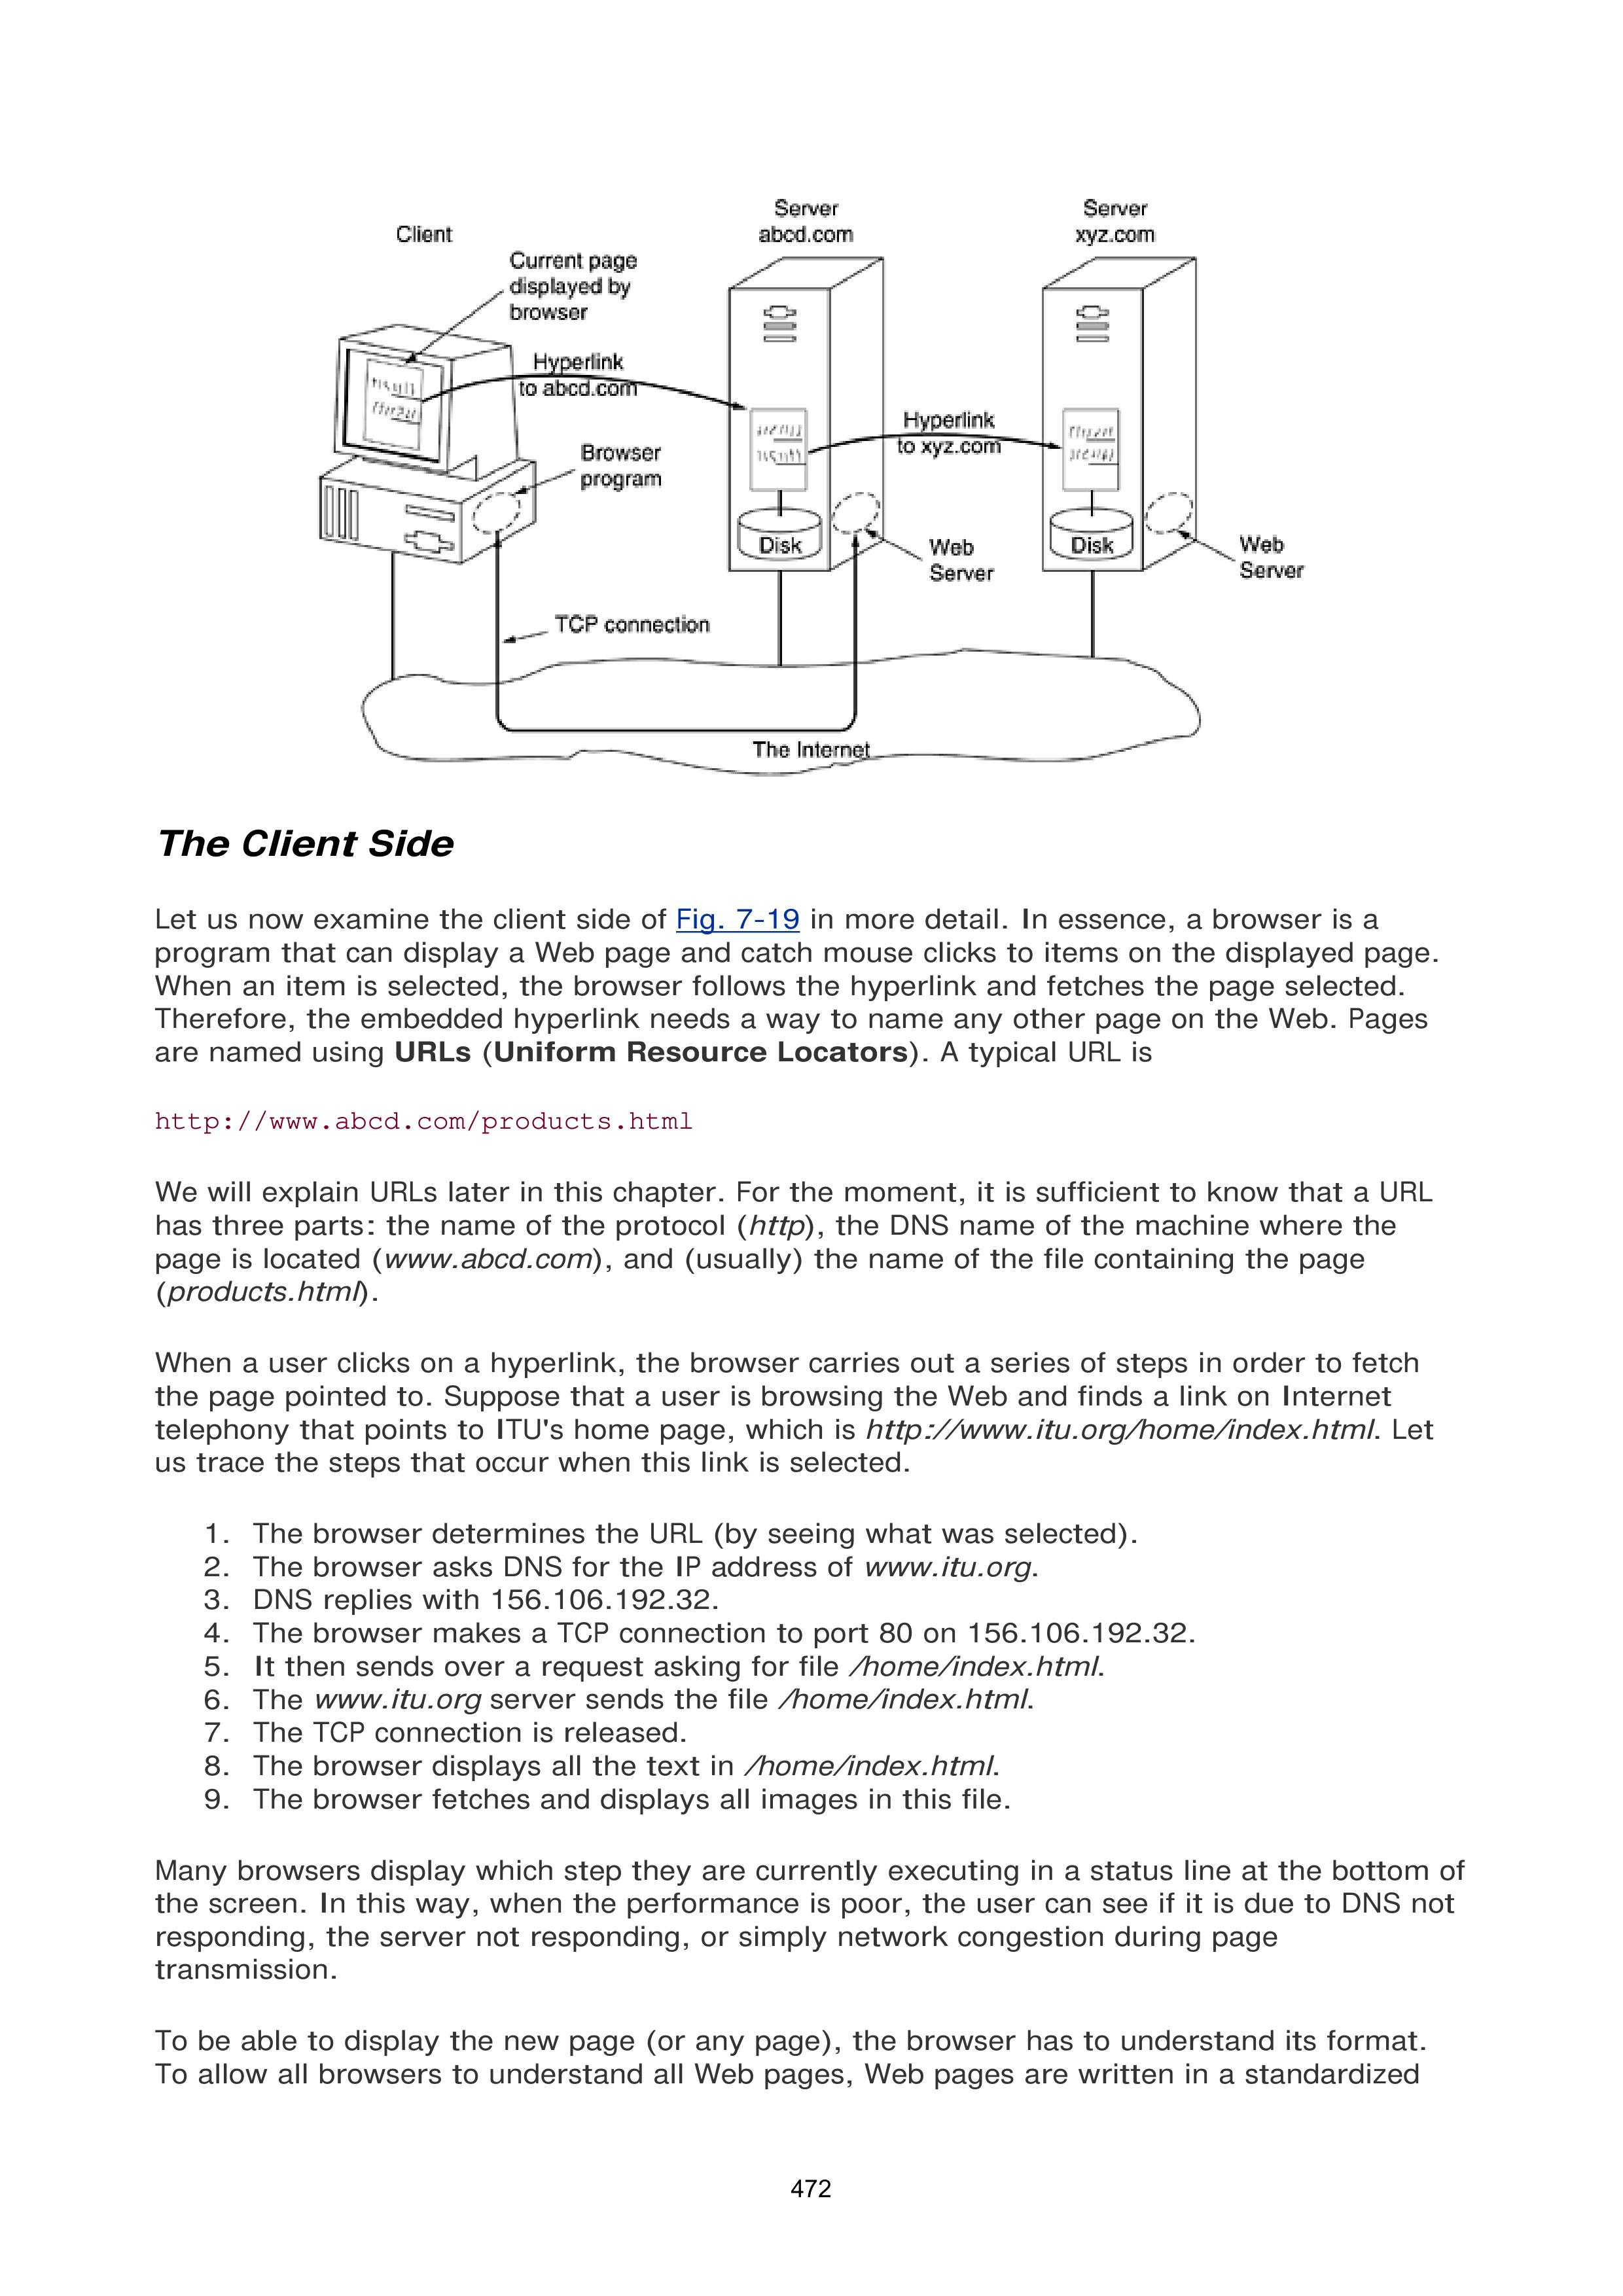 Client
Server
abcd.com
Server
xyz.com
Current page
displayed by
browser
Hyperlink
to abcd.com
Hyperlink
to xyz.com
Browser
program
Disk
Web
Server
Disk
Web
Server
TCP connection
The Internet
The Client Side
Let us now examine the client side of Fig. 7-19 in more detail. In essence, a browser is a
program that can display a Web page and catch mouse clicks to items on the displayed page.
When an item is selected, the browser follows the hyperlink and fetches the page selected.
Therefore, the embedded hyperlink needs a way to name any other page on the Web. Pages
are named using URLs (Uniform Resource Locators). A typical URL is
http://www.abcd.com/products.html
We will explain URLs later in this chapter. For the moment, it is sufficient to know that a URL
has three parts: the name of the protocol (http), the DNS name of the machine where the
page is located (www.abcd.com), and (usually) the name of the file containing the page
(products.html).
When a user clicks on a hyperlink, the browser carries out a series of steps in order to fetch
the page pointed to. Suppose that a user is browsing the Web and finds a link on Internet
telephony that points to ITU's home page, which is http://www.itu.org/home/index.html. Let
us trace the steps that occur when this link is selected.
1. The browser determines the URL (by seeing what was selected).
2. The browser asks DNS for the IP address of www.itu.org.
3. DNS replies with 156.106.192.32.
4. The browser makes a TCP connection to port 80 on 156.106.192.32.
5. It then sends over a request asking for file /home/index.html.
6. The www.itu.org server sends the file /home/index.html.
7. The TCP connection is released.
8. The browser displays all the text in /home/index.html.
9. The browser fetches and displays all images in this file.
Many browsers display which step they are currently executing in a status line at the bottom of
the screen. In this way, when the performance is poor, the user can see if it is due to DNS not
responding, the server not responding, or simply network congestion during page
transmission.
To be able to display the new page (or any page), the browser has to understand its format.
To allow all browsers to understand all Web pages, Web pages are written in a standardized
472